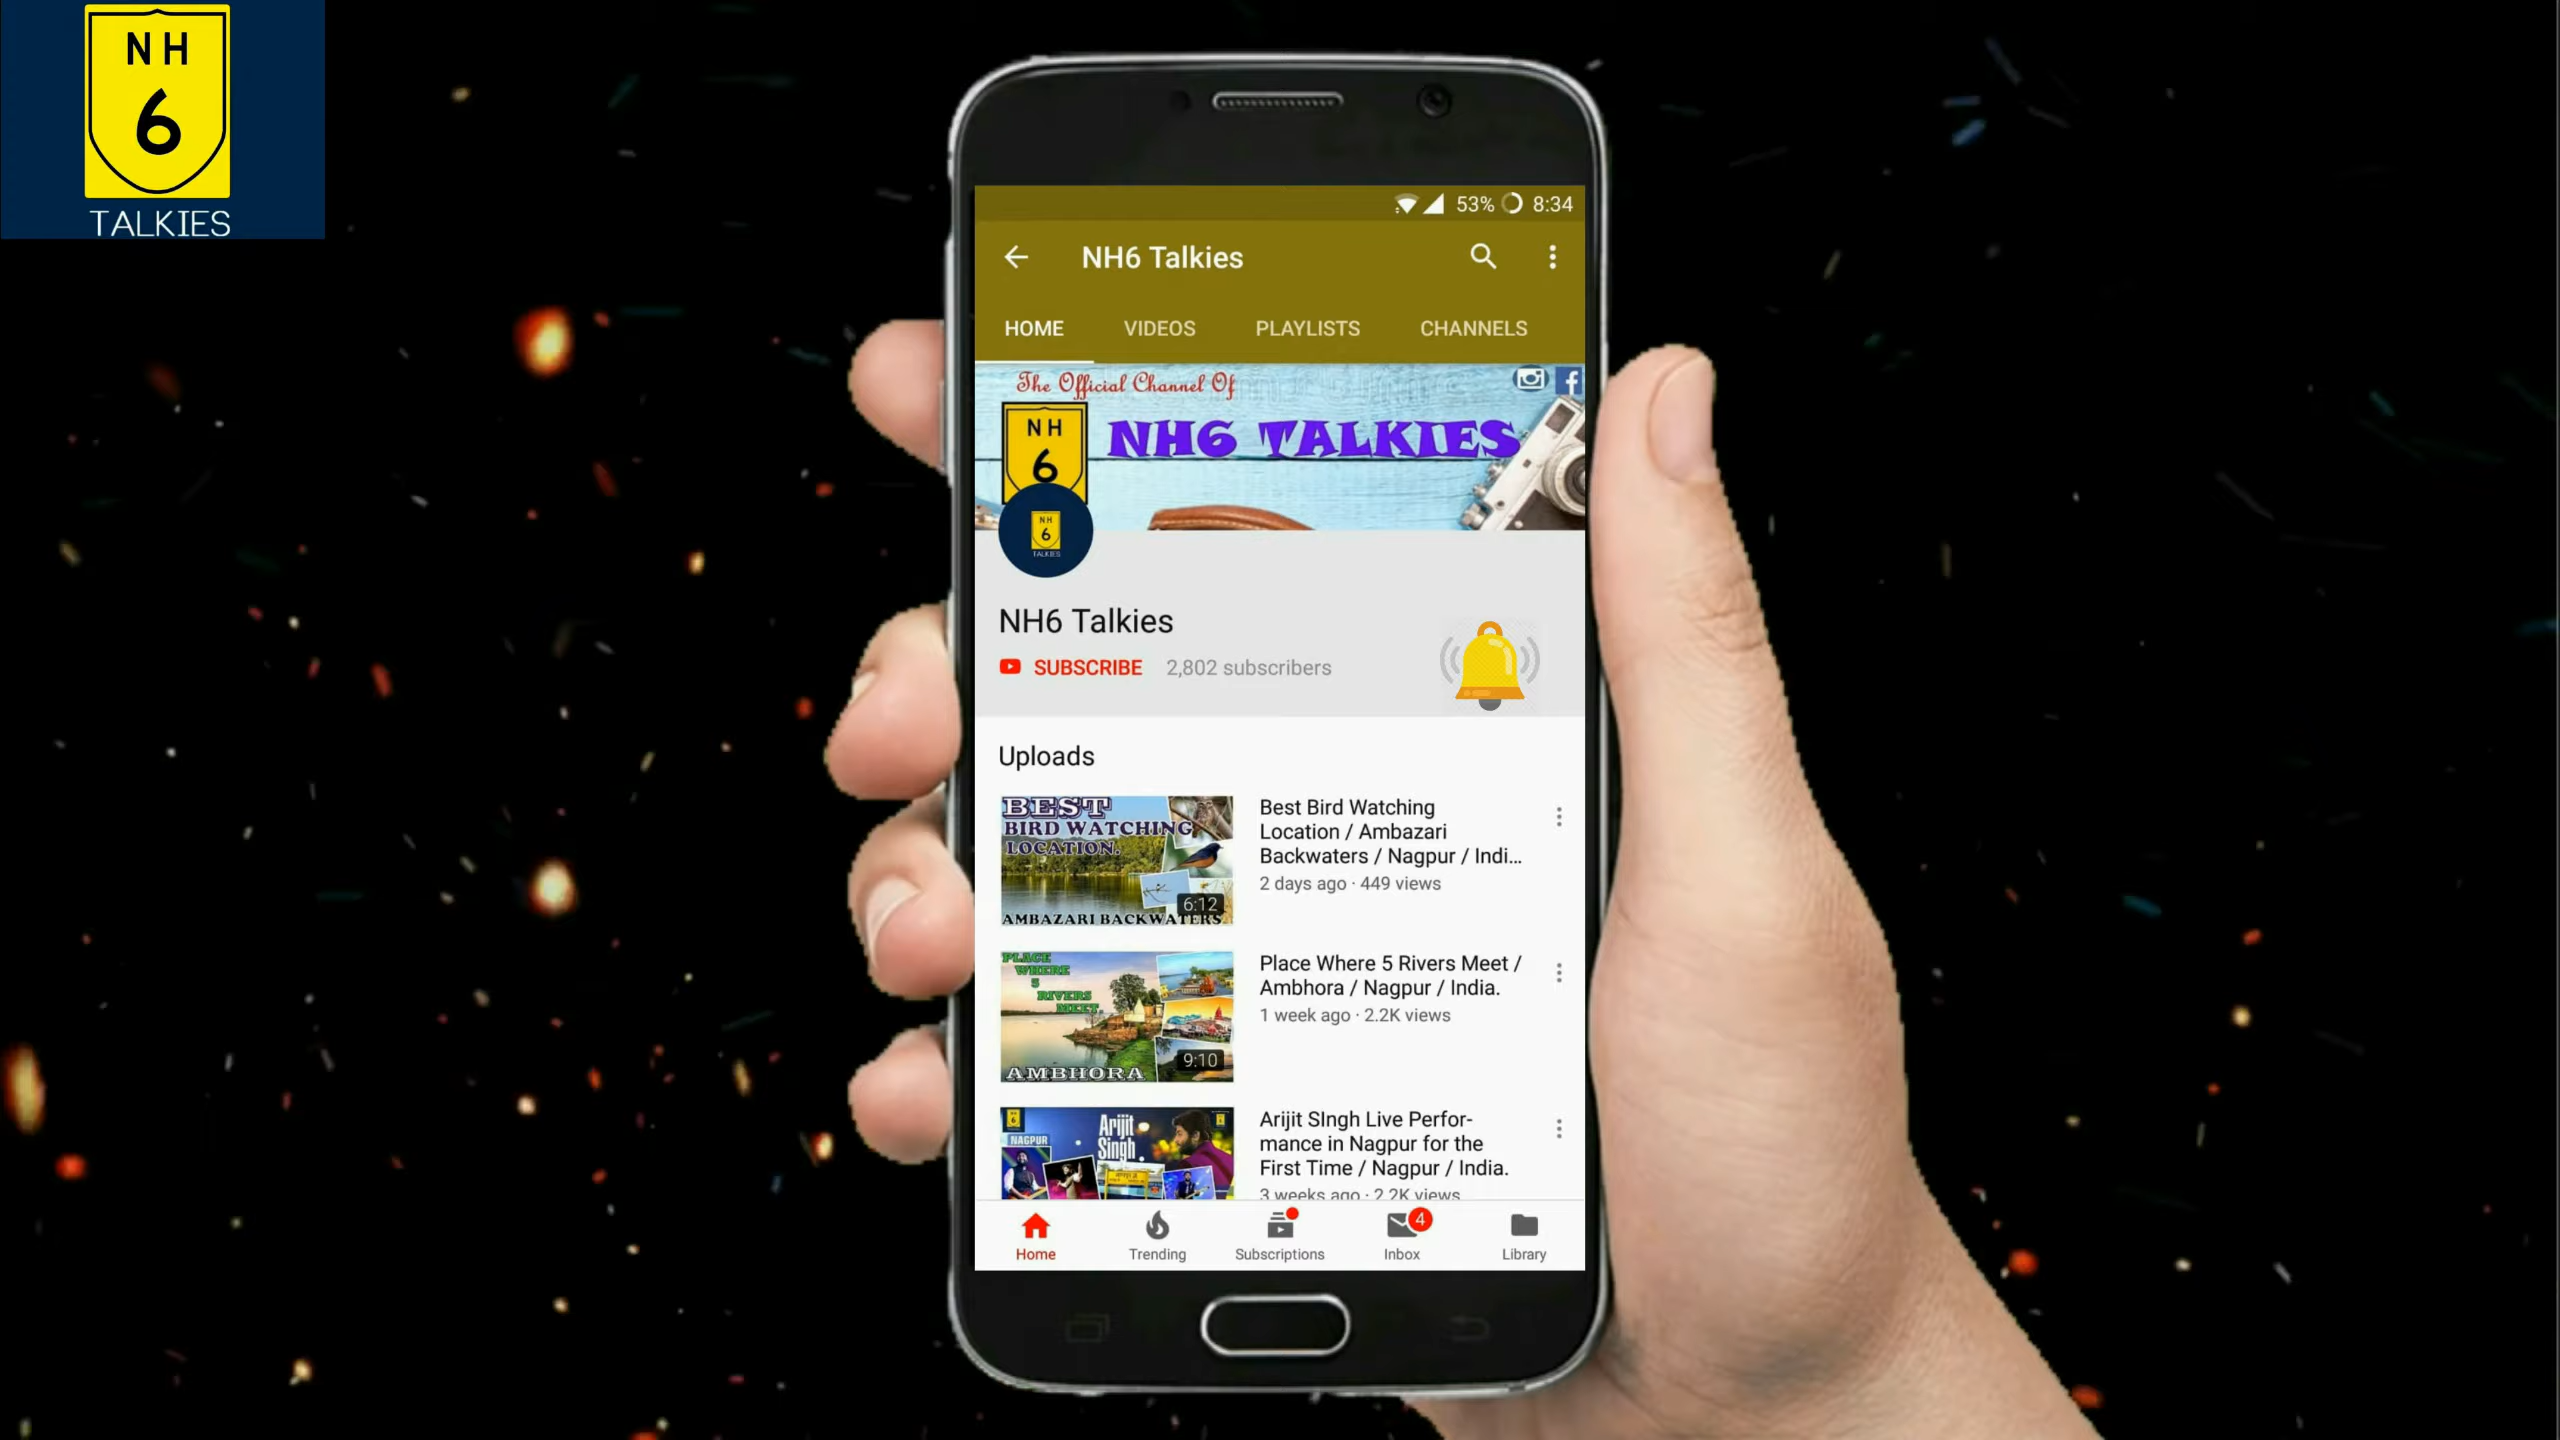 NH
6
TALKIES
53% 8:34
NH6 Talkies
HOME VIDEOS PLAYLISTS CHANNELS
The Official Channel Of
NH
6
NH6 TALKIES
NH
6
TALKIES
NH6 Talkies
SUBSCRIBE 2,802 subscribers
Uploads
BEST
BIRD WATCHING
LOCATION.
6:12
AMBAZARI BACKWATERS
Best Bird Watching
Location / Ambazari
Backwaters / Nagpur / Indi...
2 days ago · 449 views
PLACE
WHERE
5
RIVERS
MEET.
9:10
AMBHORA
Place Where 5 Rivers Meet /
Ambhora / Nagpur / India.
1 week ago · 2.2K views
6
NAGPUR
Arijit
Singh
Arijit SIngh Live Perfor-
mance in Nagpur for the
First Time / Nagpur / India.
3 weeks ago · 2.2K views
4
Home Trending Subscriptions Inbox Library